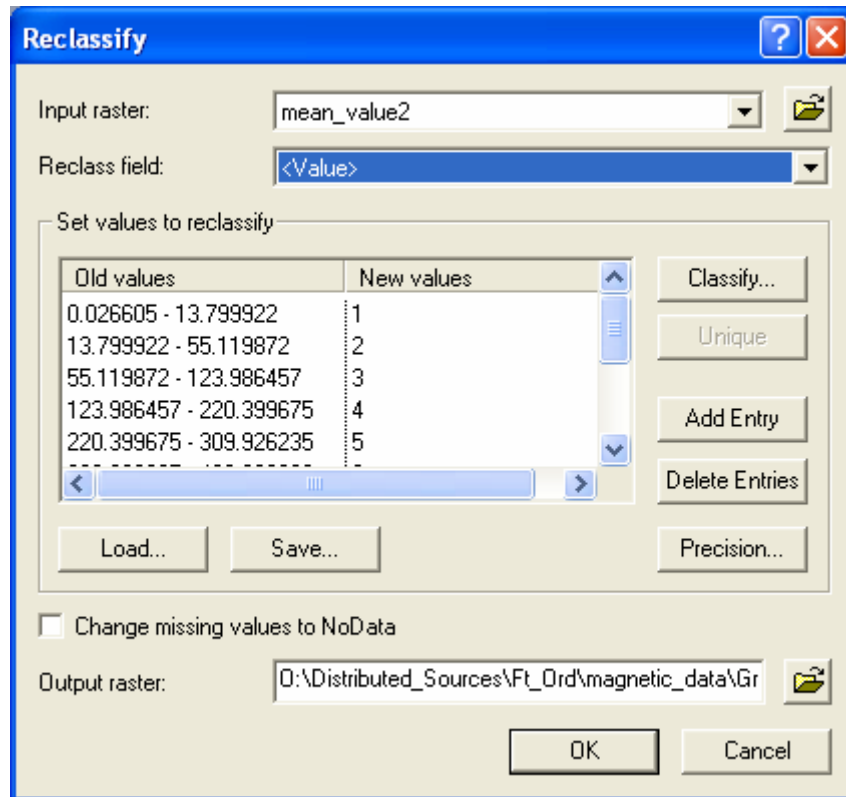 Reclassify
Input raster: mean_value2
Reclass field: <Value>
Set values to reclassify
Old values New values
0.026605 - 13.799922 1
13.799922 - 55.119872 2
55.119872 - 123.986457 3
123.986457 - 220.399675 4
220.399675 - 309.926235 5
Classify...
Unique
Add Entry
Delete Entries
Load... Save... Precision...
Change missing values to NoData
Output raster: O:\Distributed_Sources\Ft_Ord\magnetic_data\Gr
OK Cancel